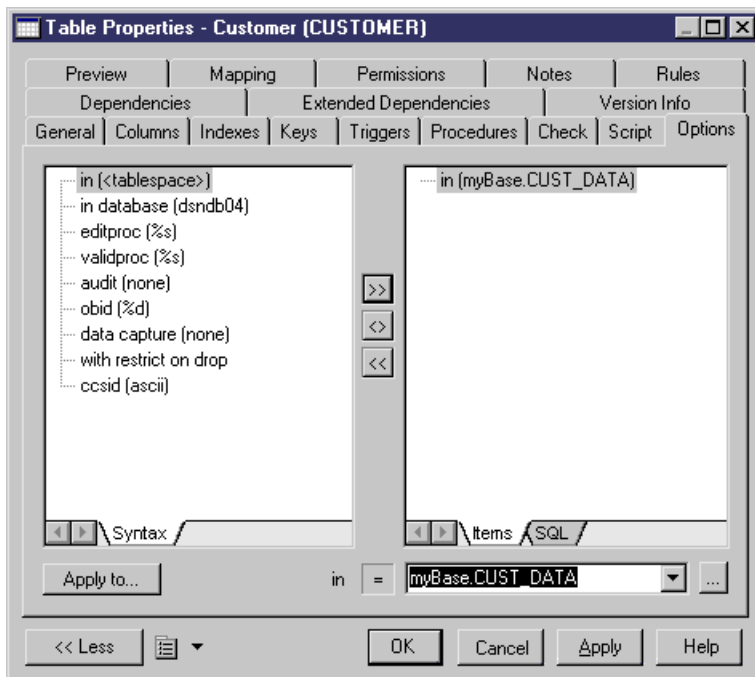 Table Properties - Customer (CUSTOMER)
Preview Mapping Permissions Notes Rules
Dependencies Extended Dependencies Version Info
General Columns Indexes Keys Triggers Procedures Check Script Options
in (<tablespace>)
in database (dsndb04)
editproc (%s)
validproc (%s)
audit (none)
obid (%d)
data capture (none)
with restrict on drop
ccsid (ascii)
Syntax
>>
<>
<<
in (myBase.CUST_DATA)
Items SQL
Apply to... in = myBase.CUST_DATA ...
<< Less OK Cancel Apply Help